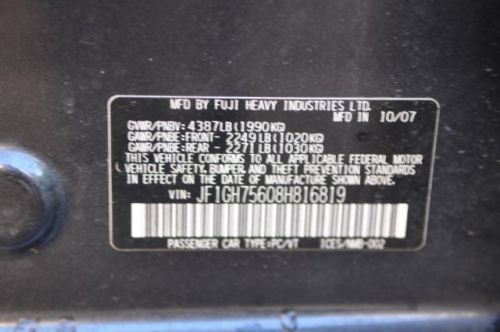 MFD BY FUJI HEAVY INDUSTRIES LTD.
MFD IN 10/07
GVWR/PNBV: 4387LB(1990KG)
GAWR/PNBE:FRONT- 2249LB(1020KG)
GAWR/PNBE:REAR - 2271LB(1030KG)
THIS VEHICLE CONFORMS TO ALL APPLICABLE FEDERAL MOTOR
VEHICLE SAFETY, BUMPER, AND THEFT PREVENTION STANDARDS
IN EFFECT ON THE DATE OF MANUFACTURE SHOWN ABOVE.
VIN: JF1GH75608H816819
PASSENGER CAR TYPE:PC/VT ICES/NMB-002